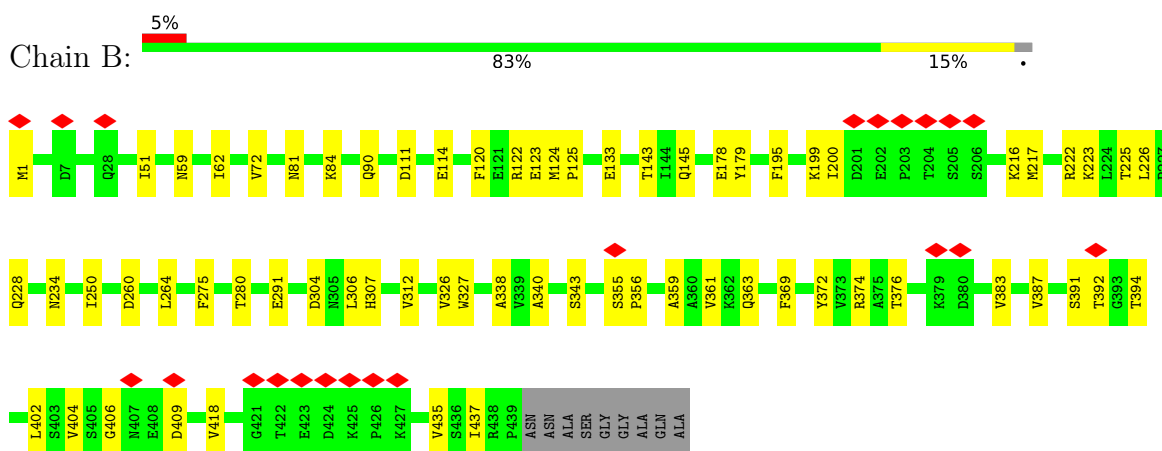 5%
Chain B:
83% 15% •
M1 D7 Q28 I51 N59 I62 V72 N81 K84 Q90 D111 E114 F120 E121 R122 E123 M124 P125 E133 T143 I144 Q145 E178 Y179 F195 K199 I200 D201 E202 P203 T204 S205 S206 K216 M217 R222 K223 L224 T225 L226
Q228 N234 I250 D260 L264 F275 T280 E291 D304 N305 L306 H307 V312 V326 W327 A338 V339 A340 S343 S355 P356 A359 A360 V361 K362 Q363 F369 Y372 V373 R374 A375 T376 K379 D380 V383 V387 S391 T392 G393 T394
L402 S403 V404 S405 G406 N407 E408 D409 V418 G421 T422 E423 D424 K425 P426 K427 V435 S436 I437 R438 P439 ASN ASN ALA SER GLY GLY ALA GLN ALA